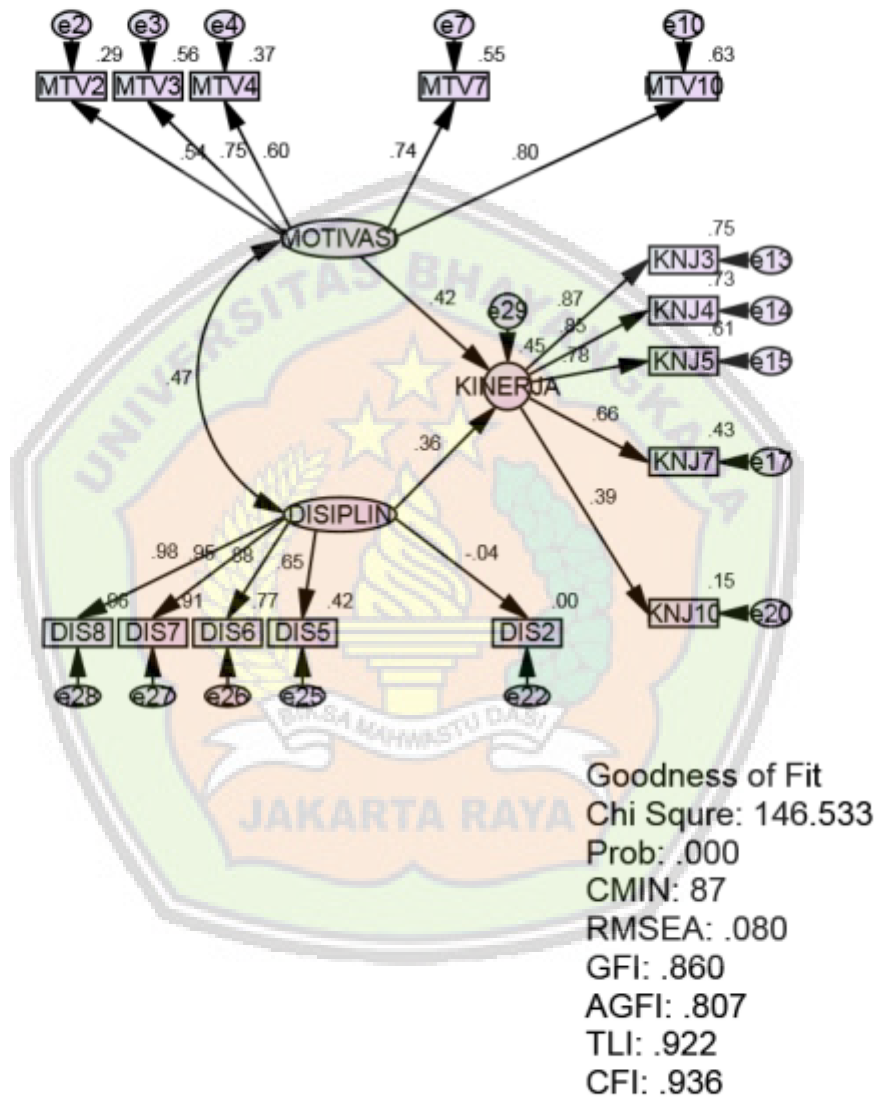 e2 e3 e4 e7 e10
.29 .56 .37 .55 .63
MTV2 MTV3 MTV4 MTV7 MTV10
.54 .75 .60 .74 .80
MOTIVASI
.75
KNJ3 e13
.73
KNJ4 e14
.61
KNJ5 e15
.42 e29 .87
.85
.45 .78
KINERJA
.47
.66 .43
KNJ7 e17
.36
.39
DISIPLIN
.15
KNJ10 e20
.98 .95 .88 .65 -.04
.96 .91 .77 .42 .00
DIS8 DIS7 DIS6 DIS5 DIS2
e28 e27 e26 e25 e22
UNIVERSITAS BHAYANGKARA
BIKSA MAHWASTU DASI
JAKARTA RAYA
Goodness of Fit
Chi Squre: 146.533
Prob: .000
CMIN: 87
RMSEA: .080
GFI: .860
AGFI: .807
TLI: .922
CFI: .936